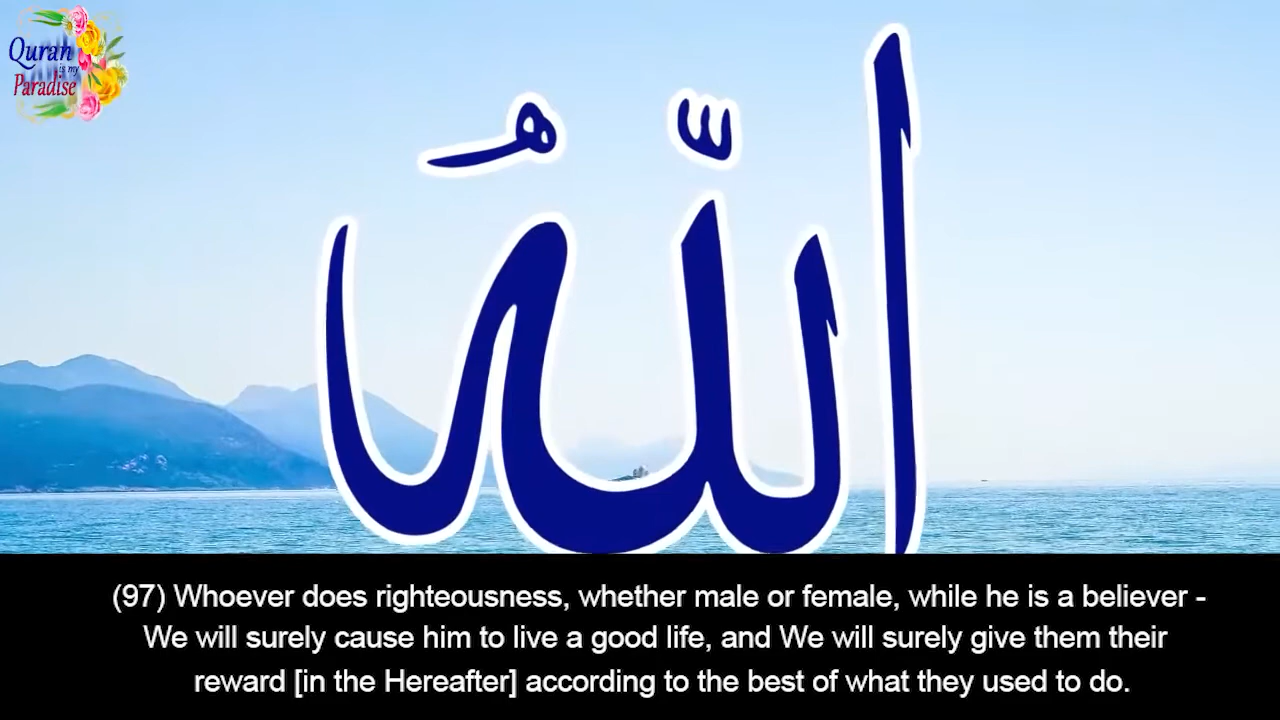 Quran
is my
Paradise
اللّٰهُ
(97) Whoever does righteousness, whether male or female, while he is a believer -
We will surely cause him to live a good life, and We will surely give them their
reward [in the Hereafter] according to the best of what they used to do.